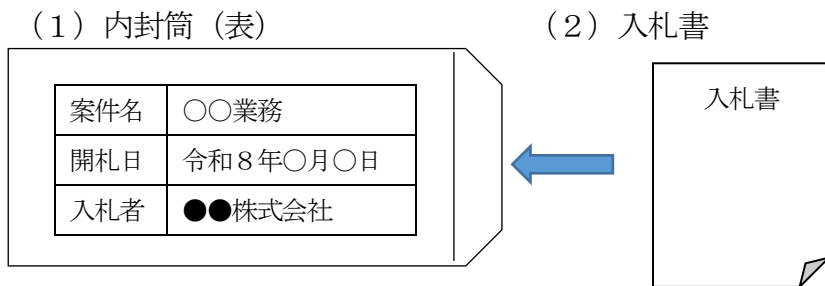 （１）内封筒（表）
（２）入札書
案件名 ○○業務
開札日 令和８年○月○日
入札者 ●●株式会社
入札書